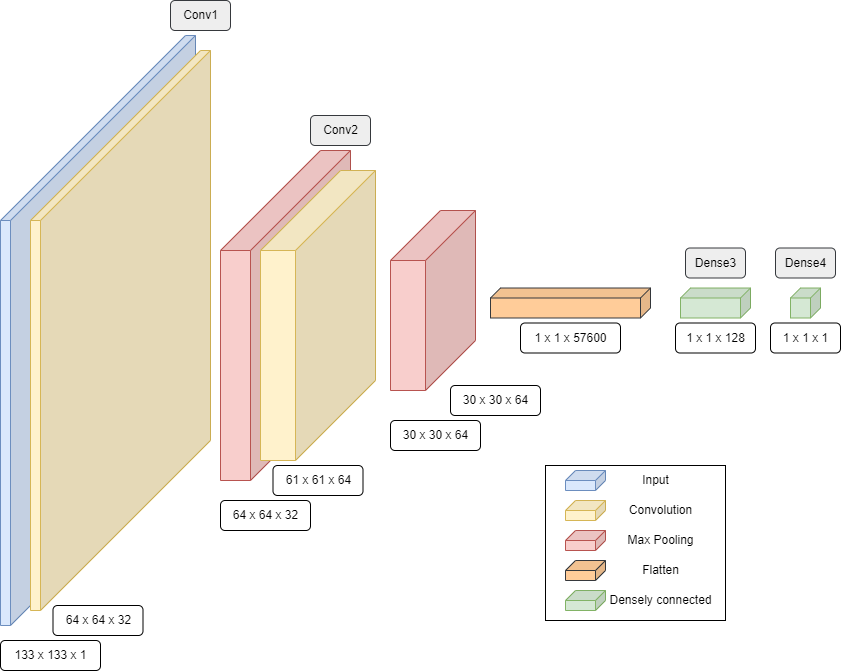 Conv1
Conv2
Dense3
Dense4
1 x 1 x 57600
1 x 1 x 128
1 x 1 x 1
30 x 30 x 64
30 x 30 x 64
61 x 61 x 64
64 x 64 x 32
64 x 64 x 32
133 x 133 x 1
Input
Convolution
Max Pooling
Flatten
Densely connected